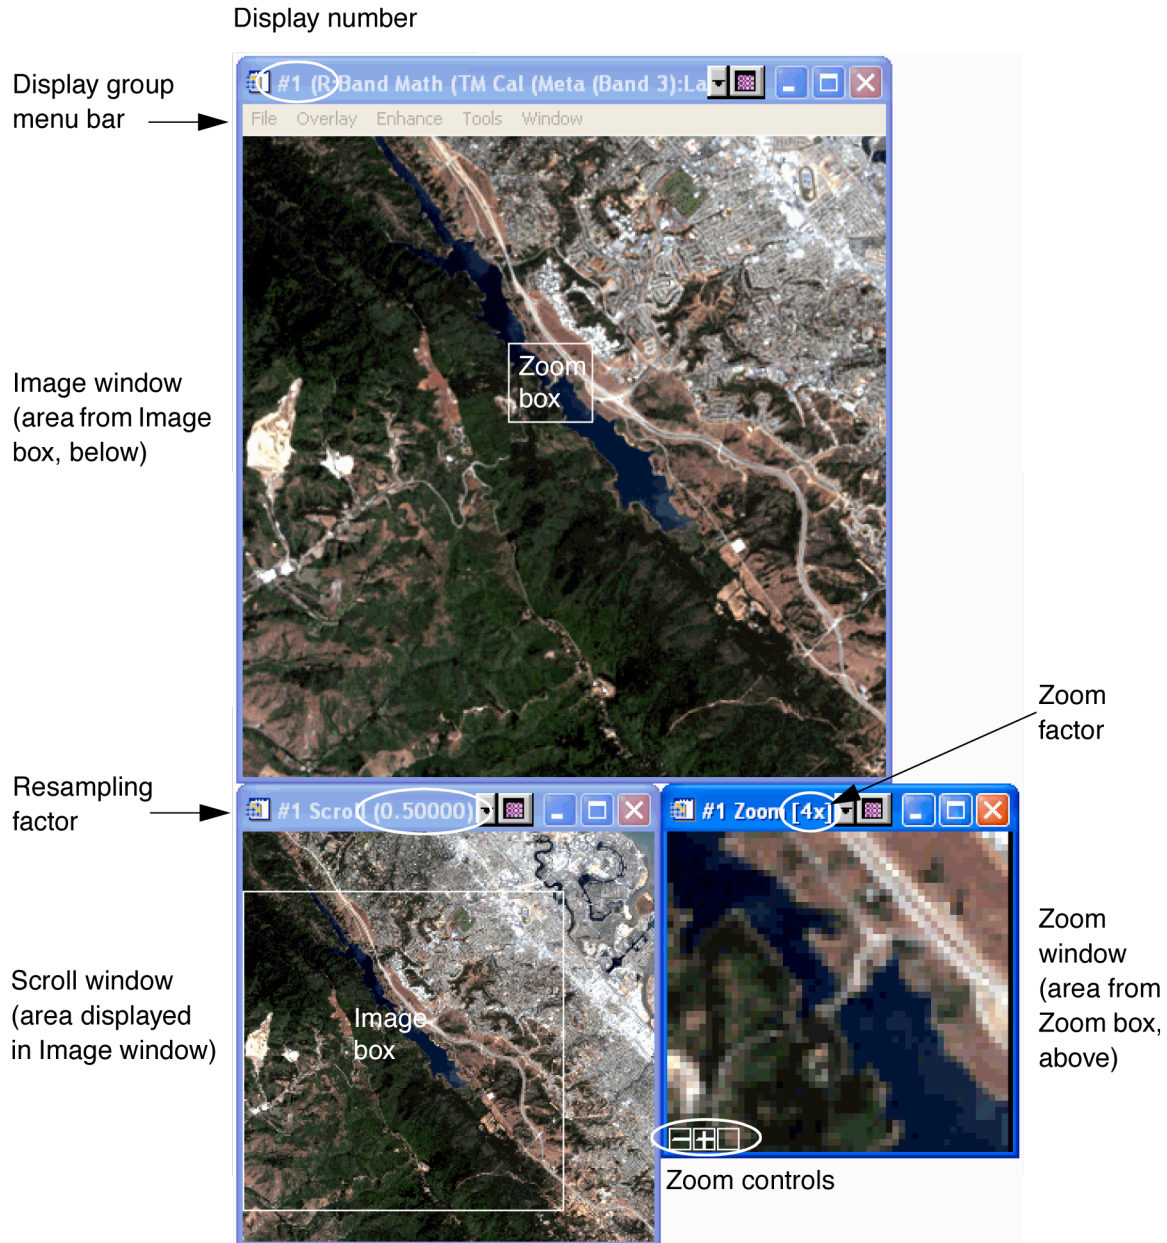 Display number
Display group
menu bar
#1 (R:Band Math (TM Cal (Meta (Band 3):La
File Overlay Enhance Tools Window
Image window
(area from Image
box, below)
Zoom
box
Zoom
factor
Resampling
factor
#1 Scroll (0.50000)
#1 Zoom [4x]
Scroll window
(area displayed
in Image window)
Image
box
Zoom
window
(area from
Zoom box,
above)
Zoom controls